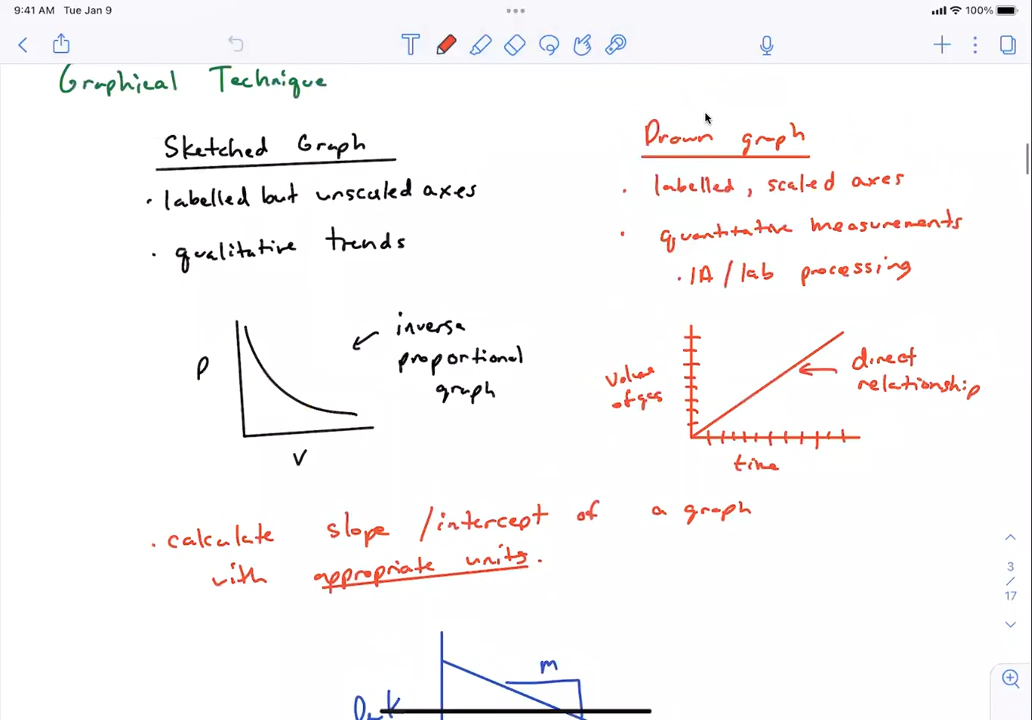 9:41 AM Tue Jan 9
100%
Graphical Technique
Sketched Graph
• labelled but unscaled axes
• qualitative trends
P
V
inverse
proportional
graph
Drawn graph
• labelled, scaled axes
• quantitative measurements
• IA / lab processing
Volume
of gas
time
direct
relationship
• calculate slope / intercept of a graph
with appropriate units.
m
3
/
17